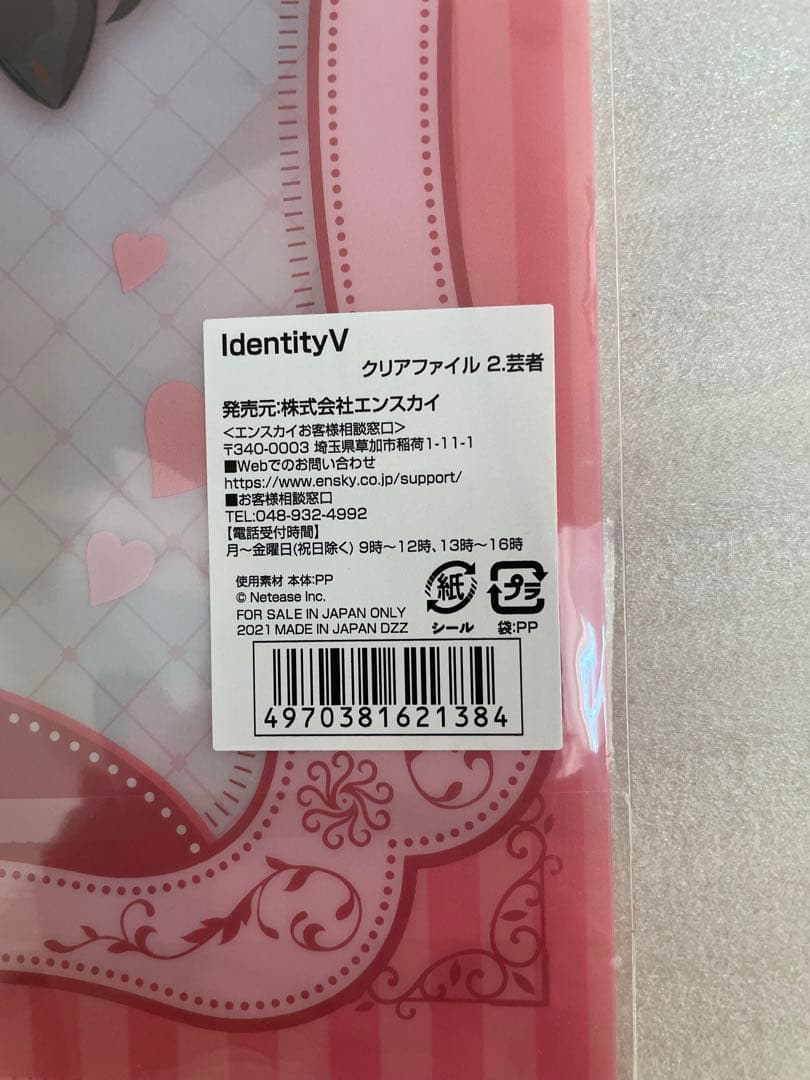 IdentityV
クリアファイル 2.芸者
発売元:株式会社エンスカイ
<エンスカイお客様相談窓口>
〒340-0003 埼玉県草加市稲荷1-11-1
■Webでのお問い合わせ
https://www.ensky.co.jp/support/
■お客様相談窓口
TEL:048-932-4992
【電話受付時間】
月〜金曜日(祝日除く) 9時〜12時、13時〜16時
使用素材 本体:PP
© Netease Inc.
FOR SALE IN JAPAN ONLY
2021 MADE IN JAPAN DZZ
紙
シール
プラ
袋:PP
4970381621384